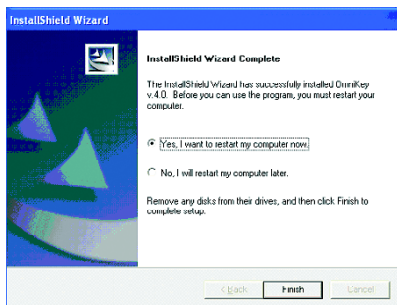 InstallShield Wizard
InstallShield Wizard Complete
The InstallShield Wizard has successfully installed OmniKey
v.4.0. Before you can use the program, you must restart your
computer.
Yes, I want to restart my computer now.
No, I will restart my computer later.
Remove any disks from their drives, and then click Finish to
complete setup.
< Back Finish Cancel